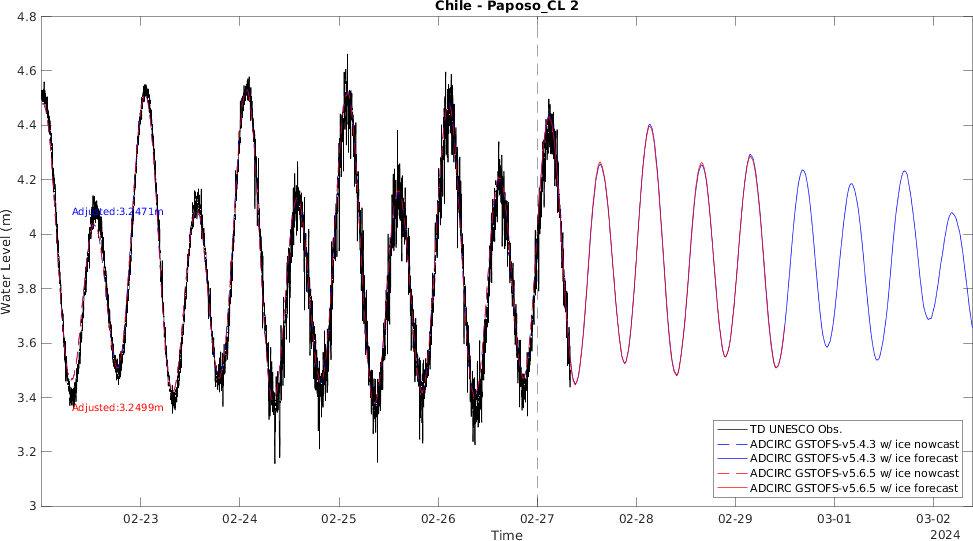 Chile - Paposo_CL 2
Water Level (m)
4.8
4.6
4.4
4.2
4
3.8
3.6
3.4
3.2
3
Adjusted:3.2471m
Adjusted:3.2499m
TD UNESCO Obs.
ADCIRC GSTOFS-v5.4.3 w/ ice nowcast
ADCIRC GSTOFS-v5.4.3 w/ ice forecast
ADCIRC GSTOFS-v5.6.5 w/ ice nowcast
ADCIRC GSTOFS-v5.6.5 w/ ice forecast
02-23 02-24 02-25 02-26 02-27 02-28 02-29 03-01 03-02
2024
Time